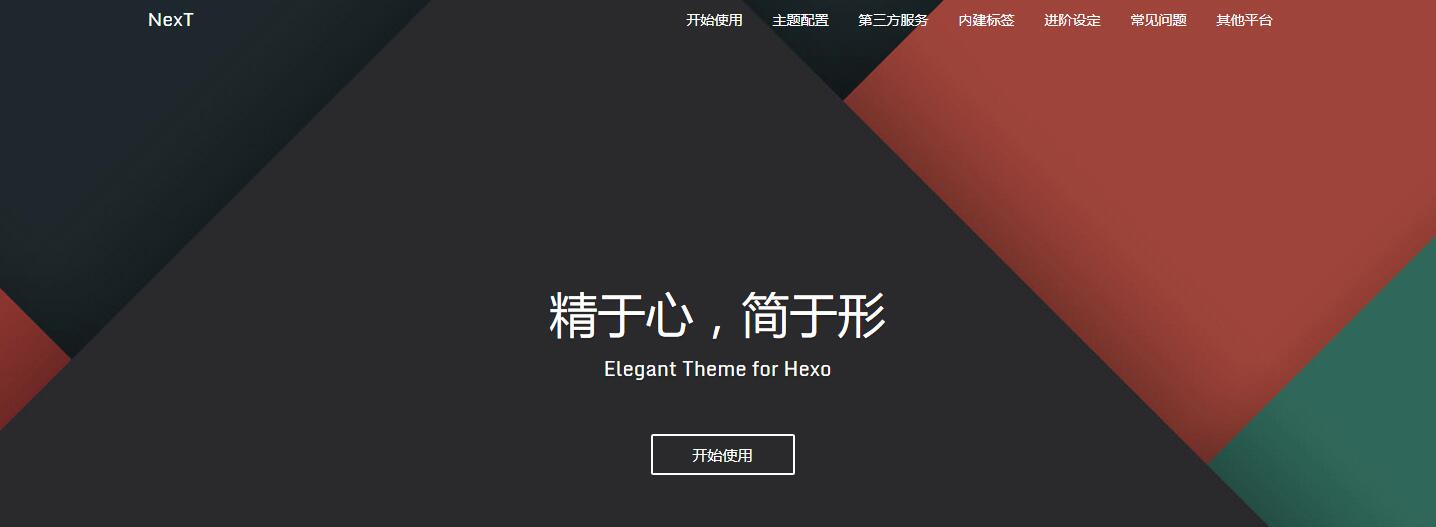 NexT 开始使用 主题配置 第三方服务 内建标签 进阶设定 常见问题 其他平台
精于心，简于形
Elegant Theme for Hexo
开始使用